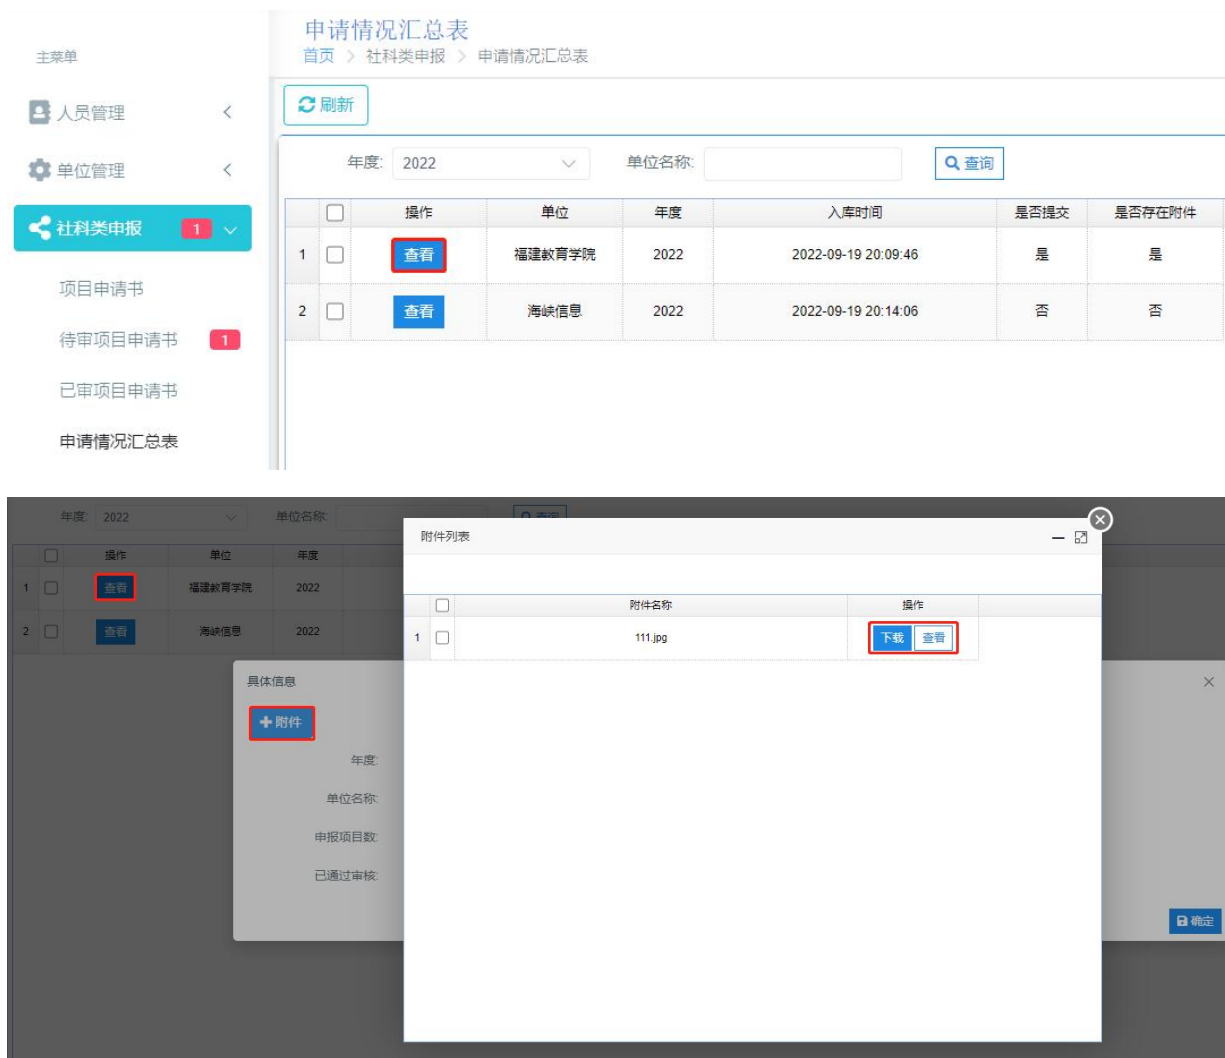 申请情况汇总表
首页 > 社科类申报 > 申请情况汇总表
主菜单
人员管理
单位管理
社科类申报 1
项目申请书
待审项目申请书 1
已审项目申请书
申请情况汇总表
刷新
年度: 2022 单位名称: 查询
操作 单位 年度 入库时间 是否提交 是否存在附件
1 查看 福建教育学院 2022 2022-09-19 20:09:46 是 是
2 查看 海峡信息 2022 2022-09-19 20:14:06 否 否
年度: 2022 单位名称: 查询
操作 单位 年度
1 查看 福建教育学院 2022
2 查看 海峡信息 2022
附件列表
附件名称 操作
1 111.jpg 下载 查看
具体信息
附件
年度:
单位名称:
申报项目数:
已通过审核:
确定